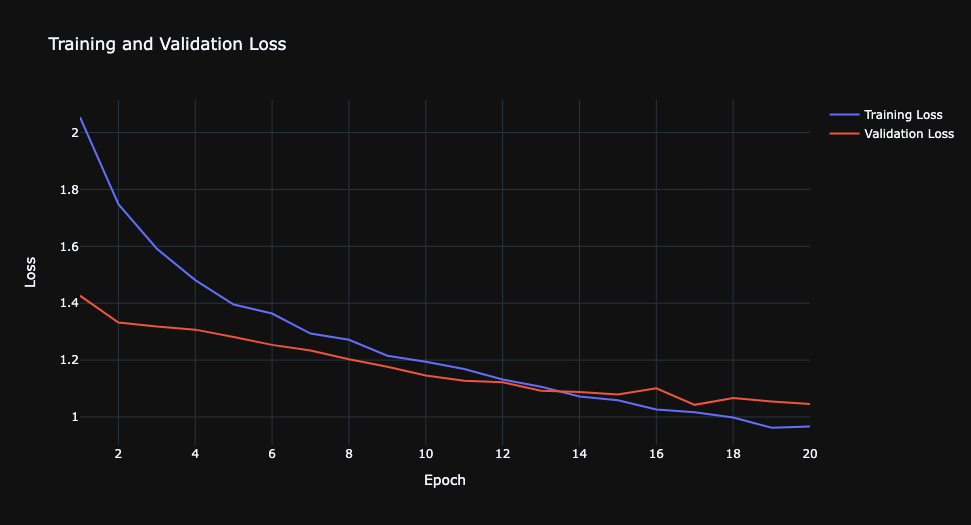 Training and Validation Loss
Training Loss
Validation Loss
2
1.8
1.6
1.4
1.2
1
Loss
2 4 6 8 10 12 14 16 18 20
Epoch